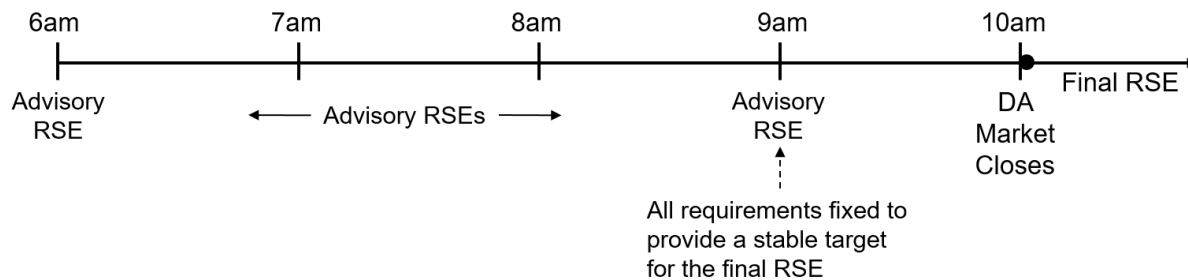 6am
7am
8am
9am
10am
Advisory
RSE
Advisory RSEs
Advisory
RSE
DA
Market
Closes
Final RSE
All requirements fixed to
provide a stable target
for the final RSE